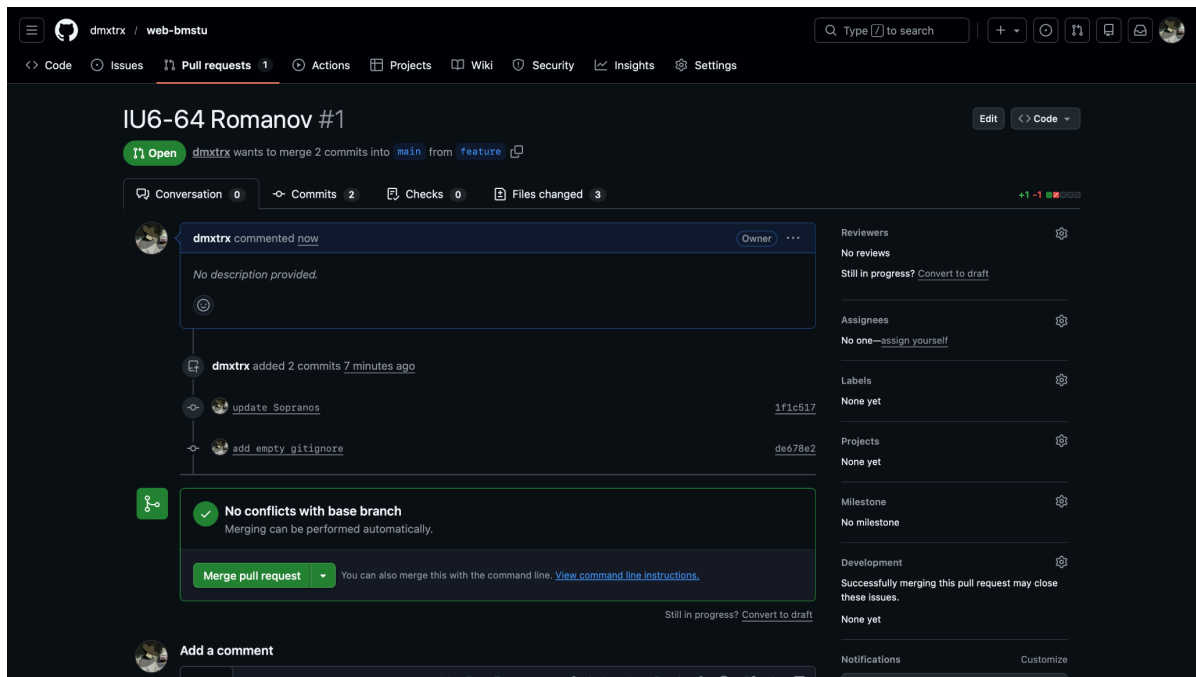 dmxtrx / web-bmstu
Type / to search
Code Issues Pull requests 1 Actions Projects Wiki Security Insights Settings
IU6-64 Romanov #1
Edit Code
Open dmxtrx wants to merge 2 commits into main from feature
Conversation 0 Commits 2 Checks 0 Files changed 3 +1 -1
dmxtrx commented now Owner
No description provided.
dmxtrx added 2 commits 7 minutes ago
update Sopranos 1f1c517
add empty gitignore de678e2
No conflicts with base branch
Merging can be performed automatically.
Merge pull request You can also merge this with the command line. View command line instructions.
Still in progress? Convert to draft
Add a comment
Reviewers
No reviews
Still in progress? Convert to draft
Assignees
No one—assign yourself
Labels
None yet
Projects
None yet
Milestone
No milestone
Development
Successfully merging this pull request may close
these issues.
None yet
Notifications Customize